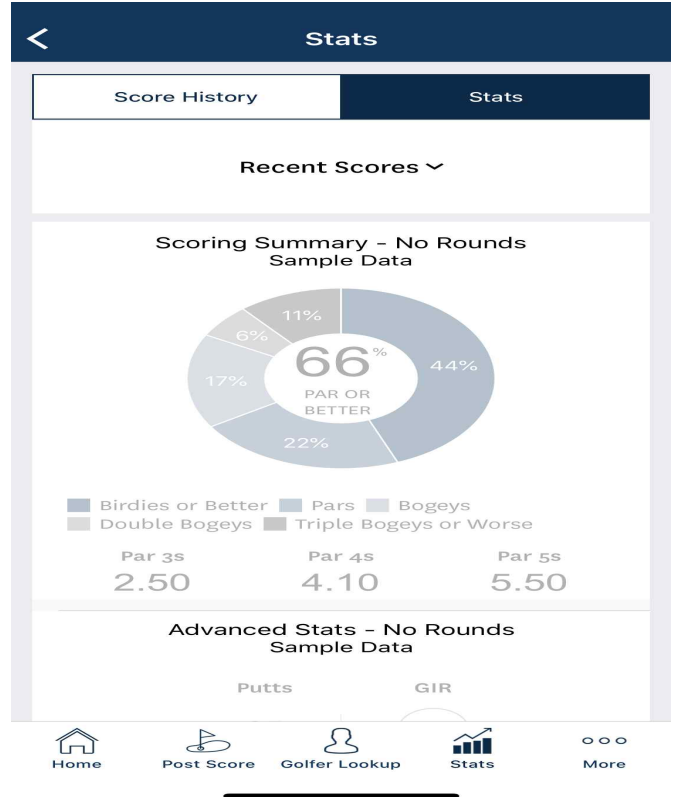 Stats
Score History
Stats
Recent Scores
Scoring Summary - No Rounds
Sample Data
11%
6%
66%
44%
17%
PAR OR
BETTER
22%
Birdies or Better Pars Bogeys
Double Bogeys Triple Bogeys or Worse
Par 3s Par 4s Par 5s
2.50 4.10 5.50
Advanced Stats - No Rounds
Sample Data
Putts GIR
Home Post Score Golfer Lookup Stats More